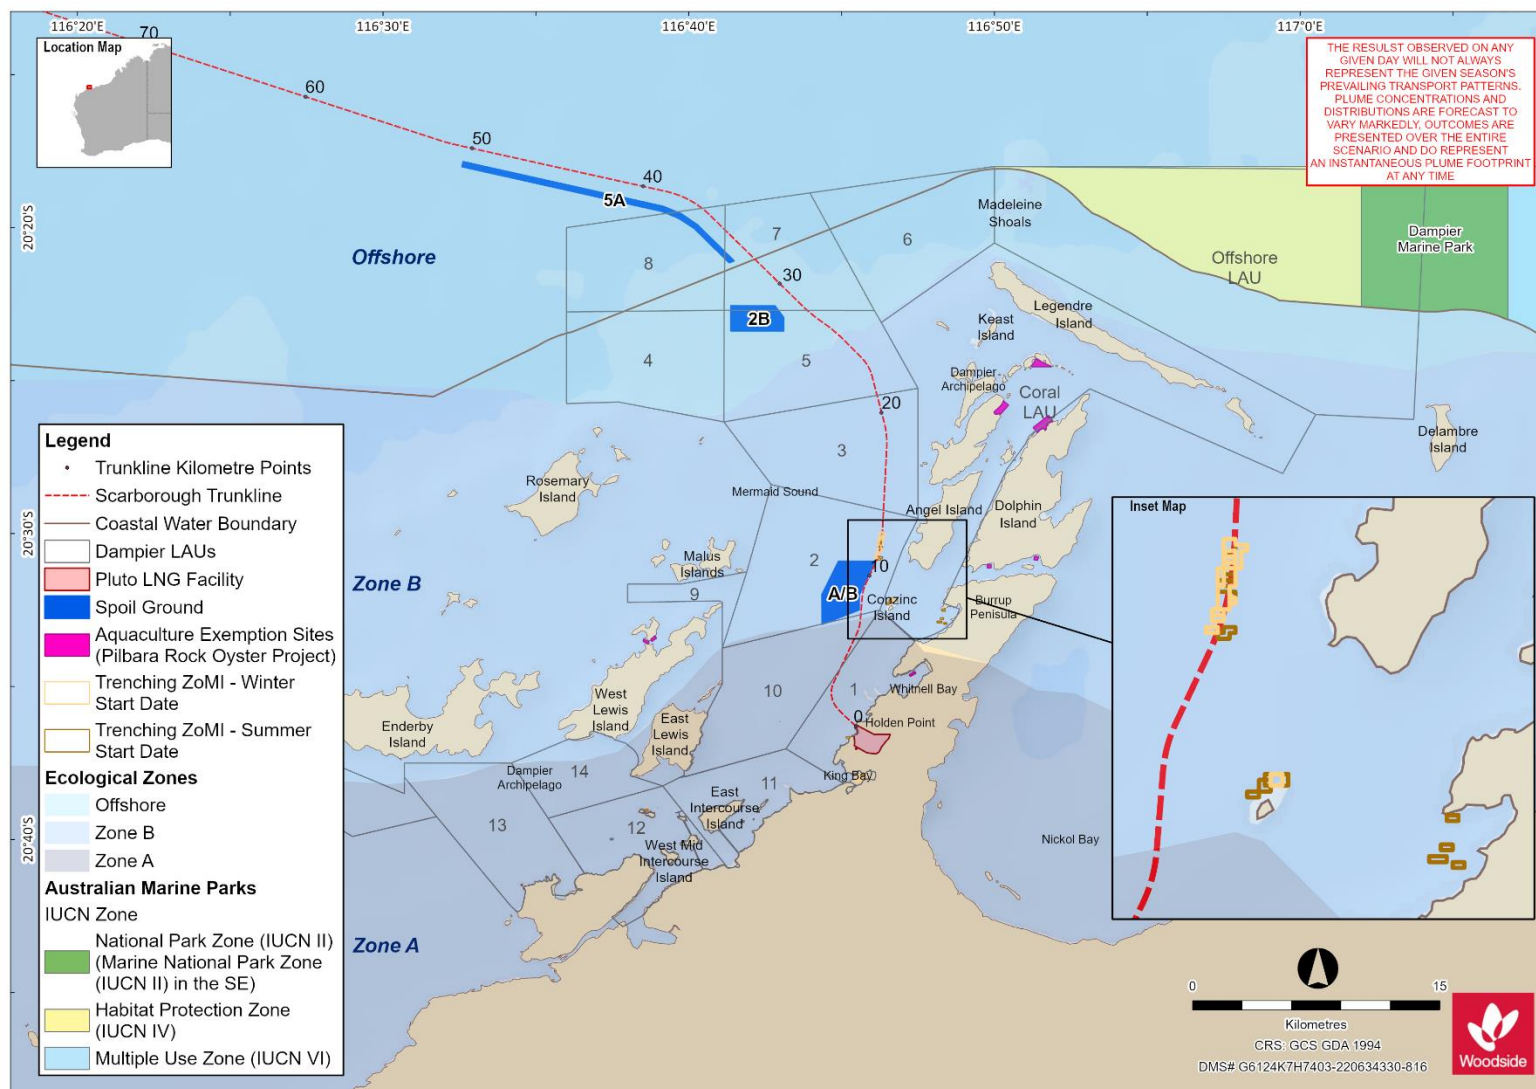 116°20'E
116°30'E
116°40'E
116°50'E
117°0'E
Location Map
70
60
50
40
30
20
10
0
20°20'S
20°30'S
20°40'S
THE RESULST OBSERVED ON ANY
GIVEN DAY WILL NOT ALWAYS
REPRESENT THE GIVEN SEASON'S
PREVAILING TRANSPORT PATTERNS.
PLUME CONCENTRATIONS AND
DISTRIBUTIONS ARE FORECAST TO
VARY MARKEDLY, OUTCOMES ARE
PRESENTED OVER THE ENTIRE
SCENARIO AND DO REPRESENT
AN INSTANTANEOUS PLUME FOOTPRINT
AT ANY TIME
5A
Offshore
8
7
6
Madeleine
Shoals
Offshore
LAU
Dampier
Marine Park
2B
4
5
Keast
Island
Legendre
Island
Dampier
Archipelago
Coral
LAU
3
Delambre
Island
Rosemary
Island
Mermaid Sound
Angel Island
Dolphin
Island
Malus
Islands
2
Zone B
9
A/B
Conzinc
Island
Burrup
Penisula
10
1
Whitnell Bay
Holden Point
West
Lewis
Island
East
Lewis
Island
Enderby
Island
Dampier
Archipelago
14
11
King Bay
East
Intercourse
Island
13
12
West Mid
Intercourse
Island
Nickol Bay
Zone A
Legend
Trunkline Kilometre Points
Scarborough Trunkline
Coastal Water Boundary
Dampier LAUs
Pluto LNG Facility
Spoil Ground
Aquaculture Exemption Sites
(Pilbara Rock Oyster Project)
Trenching ZoMI - Winter
Start Date
Trenching ZoMI - Summer
Start Date
Ecological Zones
Offshore
Zone B
Zone A
Australian Marine Parks
IUCN Zone
National Park Zone (IUCN II)
(Marine National Park Zone
(IUCN II) in the SE)
Habitat Protection Zone
(IUCN IV)
Multiple Use Zone (IUCN VI)
Inset Map
0
15
Kilometres
CRS: GCS GDA 1994
DMS# G6124K7H7403-220634330-816
Woodside